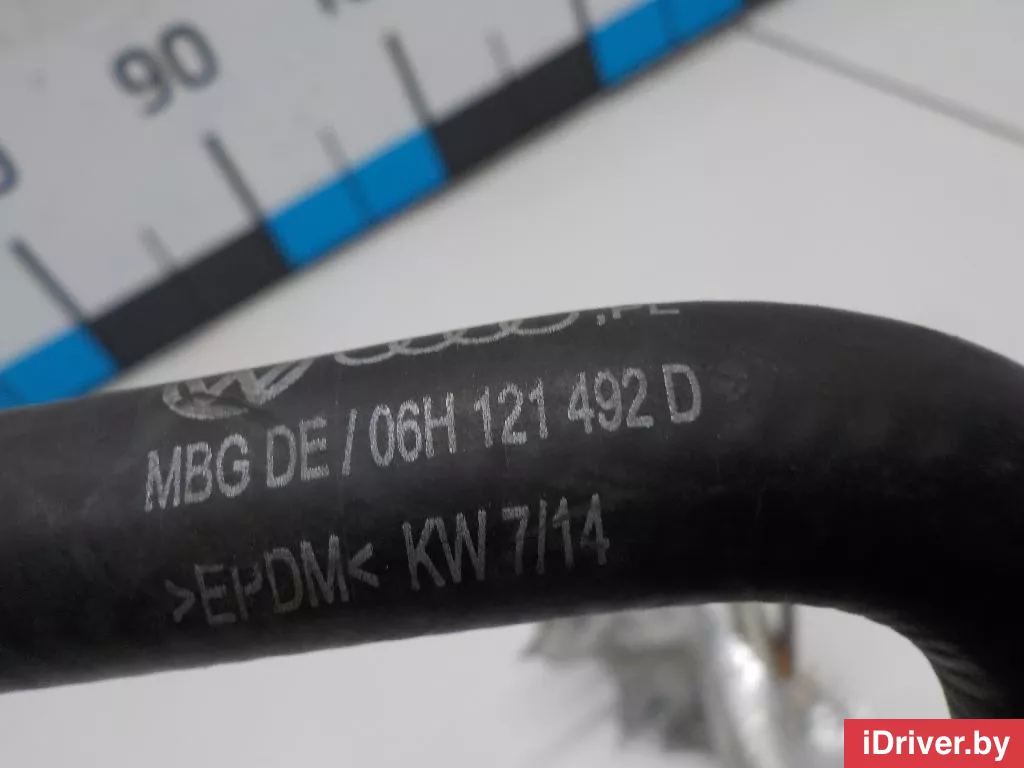 90
MBG DE / 06H 121 492 D
>EPDM< KW 7/14
iDriver.by